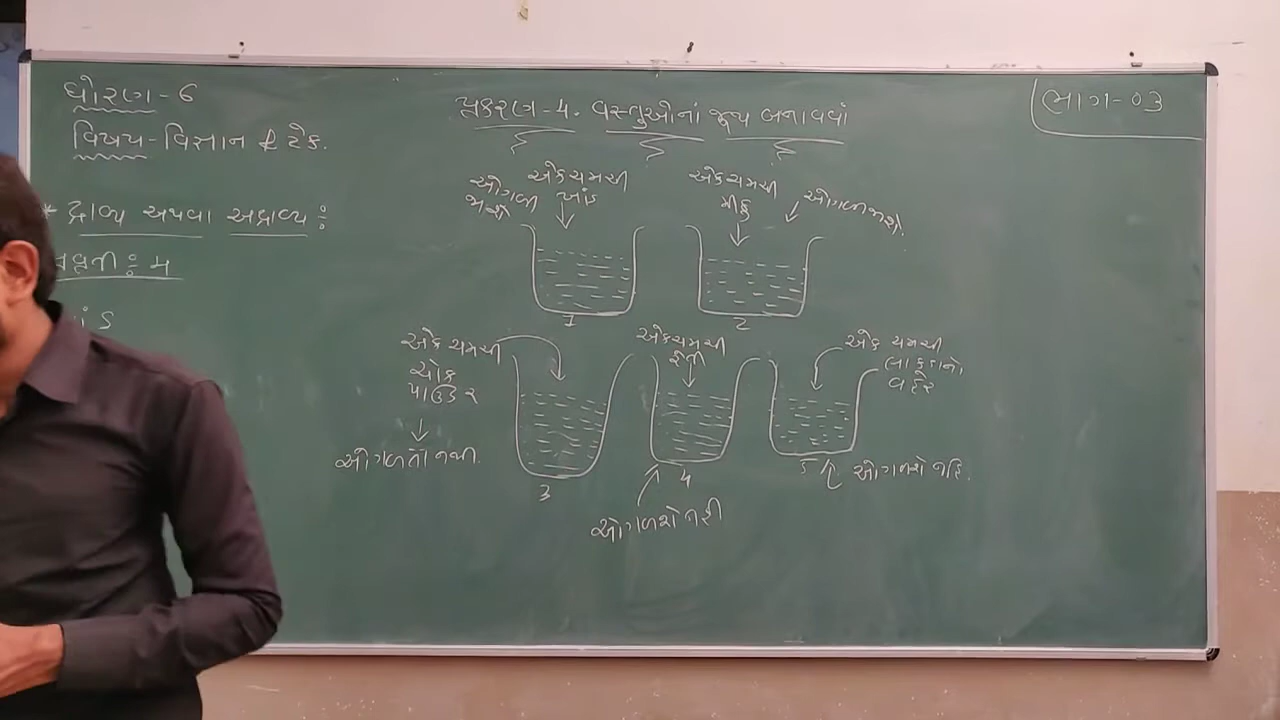 ધોરણ-6
વિષય-વિજ્ઞાન & ટેક.
પ્રકરણ-4. વસ્તુઓનાં જૂથ બનાવવાં
ભાગ-03
* દ્રાવ્ય અથવા અદ્રાવ્ય :
4
એક ચમચી
ખાંડ
ઓગળી
જાશે
1
એક ચમચી
મીઠું
ઓગળી જાશે.
2
એક ચમચી
ચોક
પાઉડર
ઓગળતો નથી.
3
એક ચમચી
રેતી
4
ઓગળશે નહી
એક ચમચી
લાકડાનો
વહેર
5
ઓગળશે નહિ.